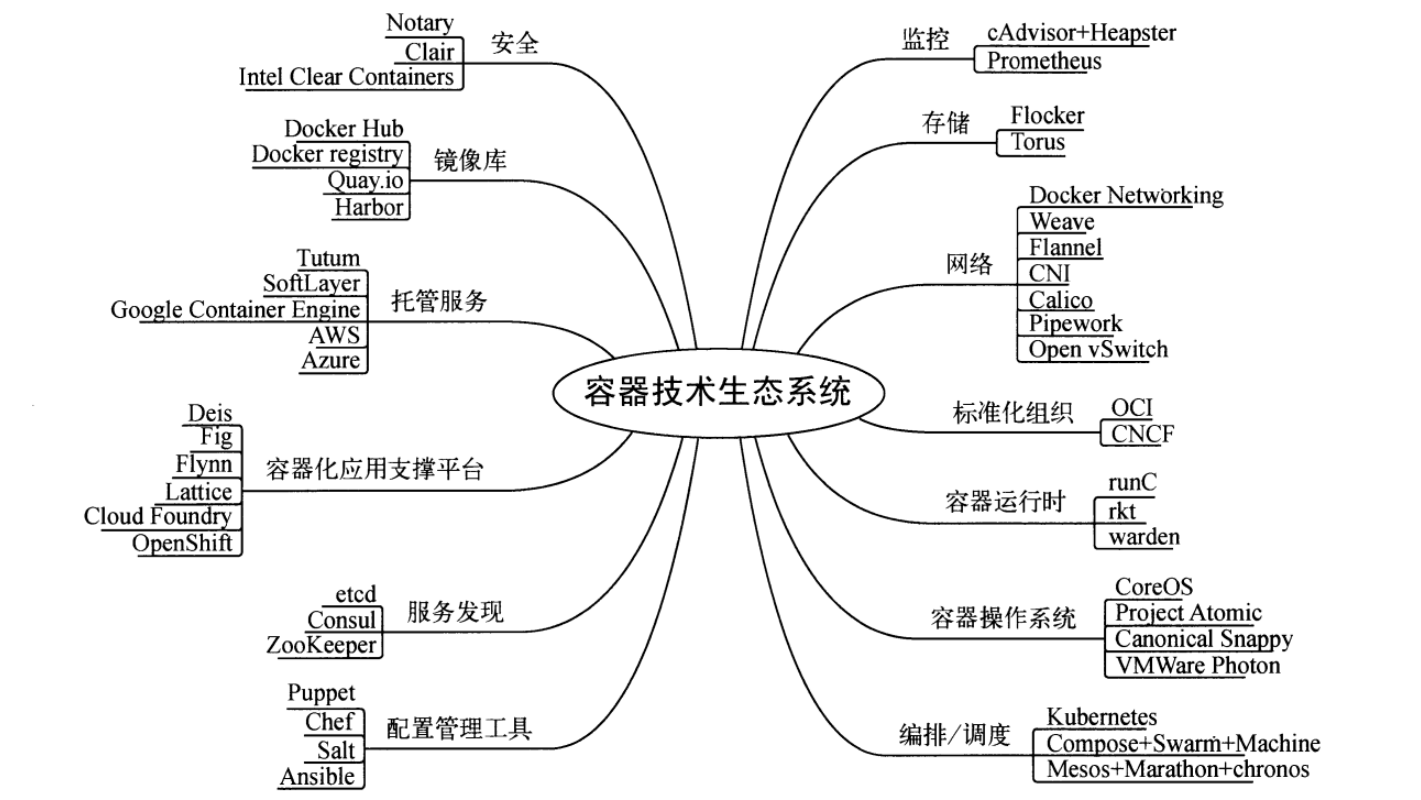 容器技术生态系统
安全
Notary
Clair
Intel Clear Containers
镜像库
Docker Hub
Docker registry
Quay.io
Harbor
托管服务
Tutum
SoftLayer
Google Container Engine
AWS
Azure
容器化应用支撑平台
Deis
Fig
Flynn
Lattice
Cloud Foundry
OpenShift
服务发现
etcd
Consul
ZooKeeper
配置管理工具
Puppet
Chef
Salt
Ansible
监控
cAdvisor+Heapster
Prometheus
存储
Flocker
Torus
网络
Docker Networking
Weave
Flannel
CNI
Calico
Pipework
Open vSwitch
标准化组织
OCI
CNCF
容器运行时
runC
rkt
warden
容器操作系统
CoreOS
Project Atomic
Canonical Snappy
VMWare Photon
编排/调度
Kubernetes
Compose+Swarm+Machine
Mesos+Marathon+chronos